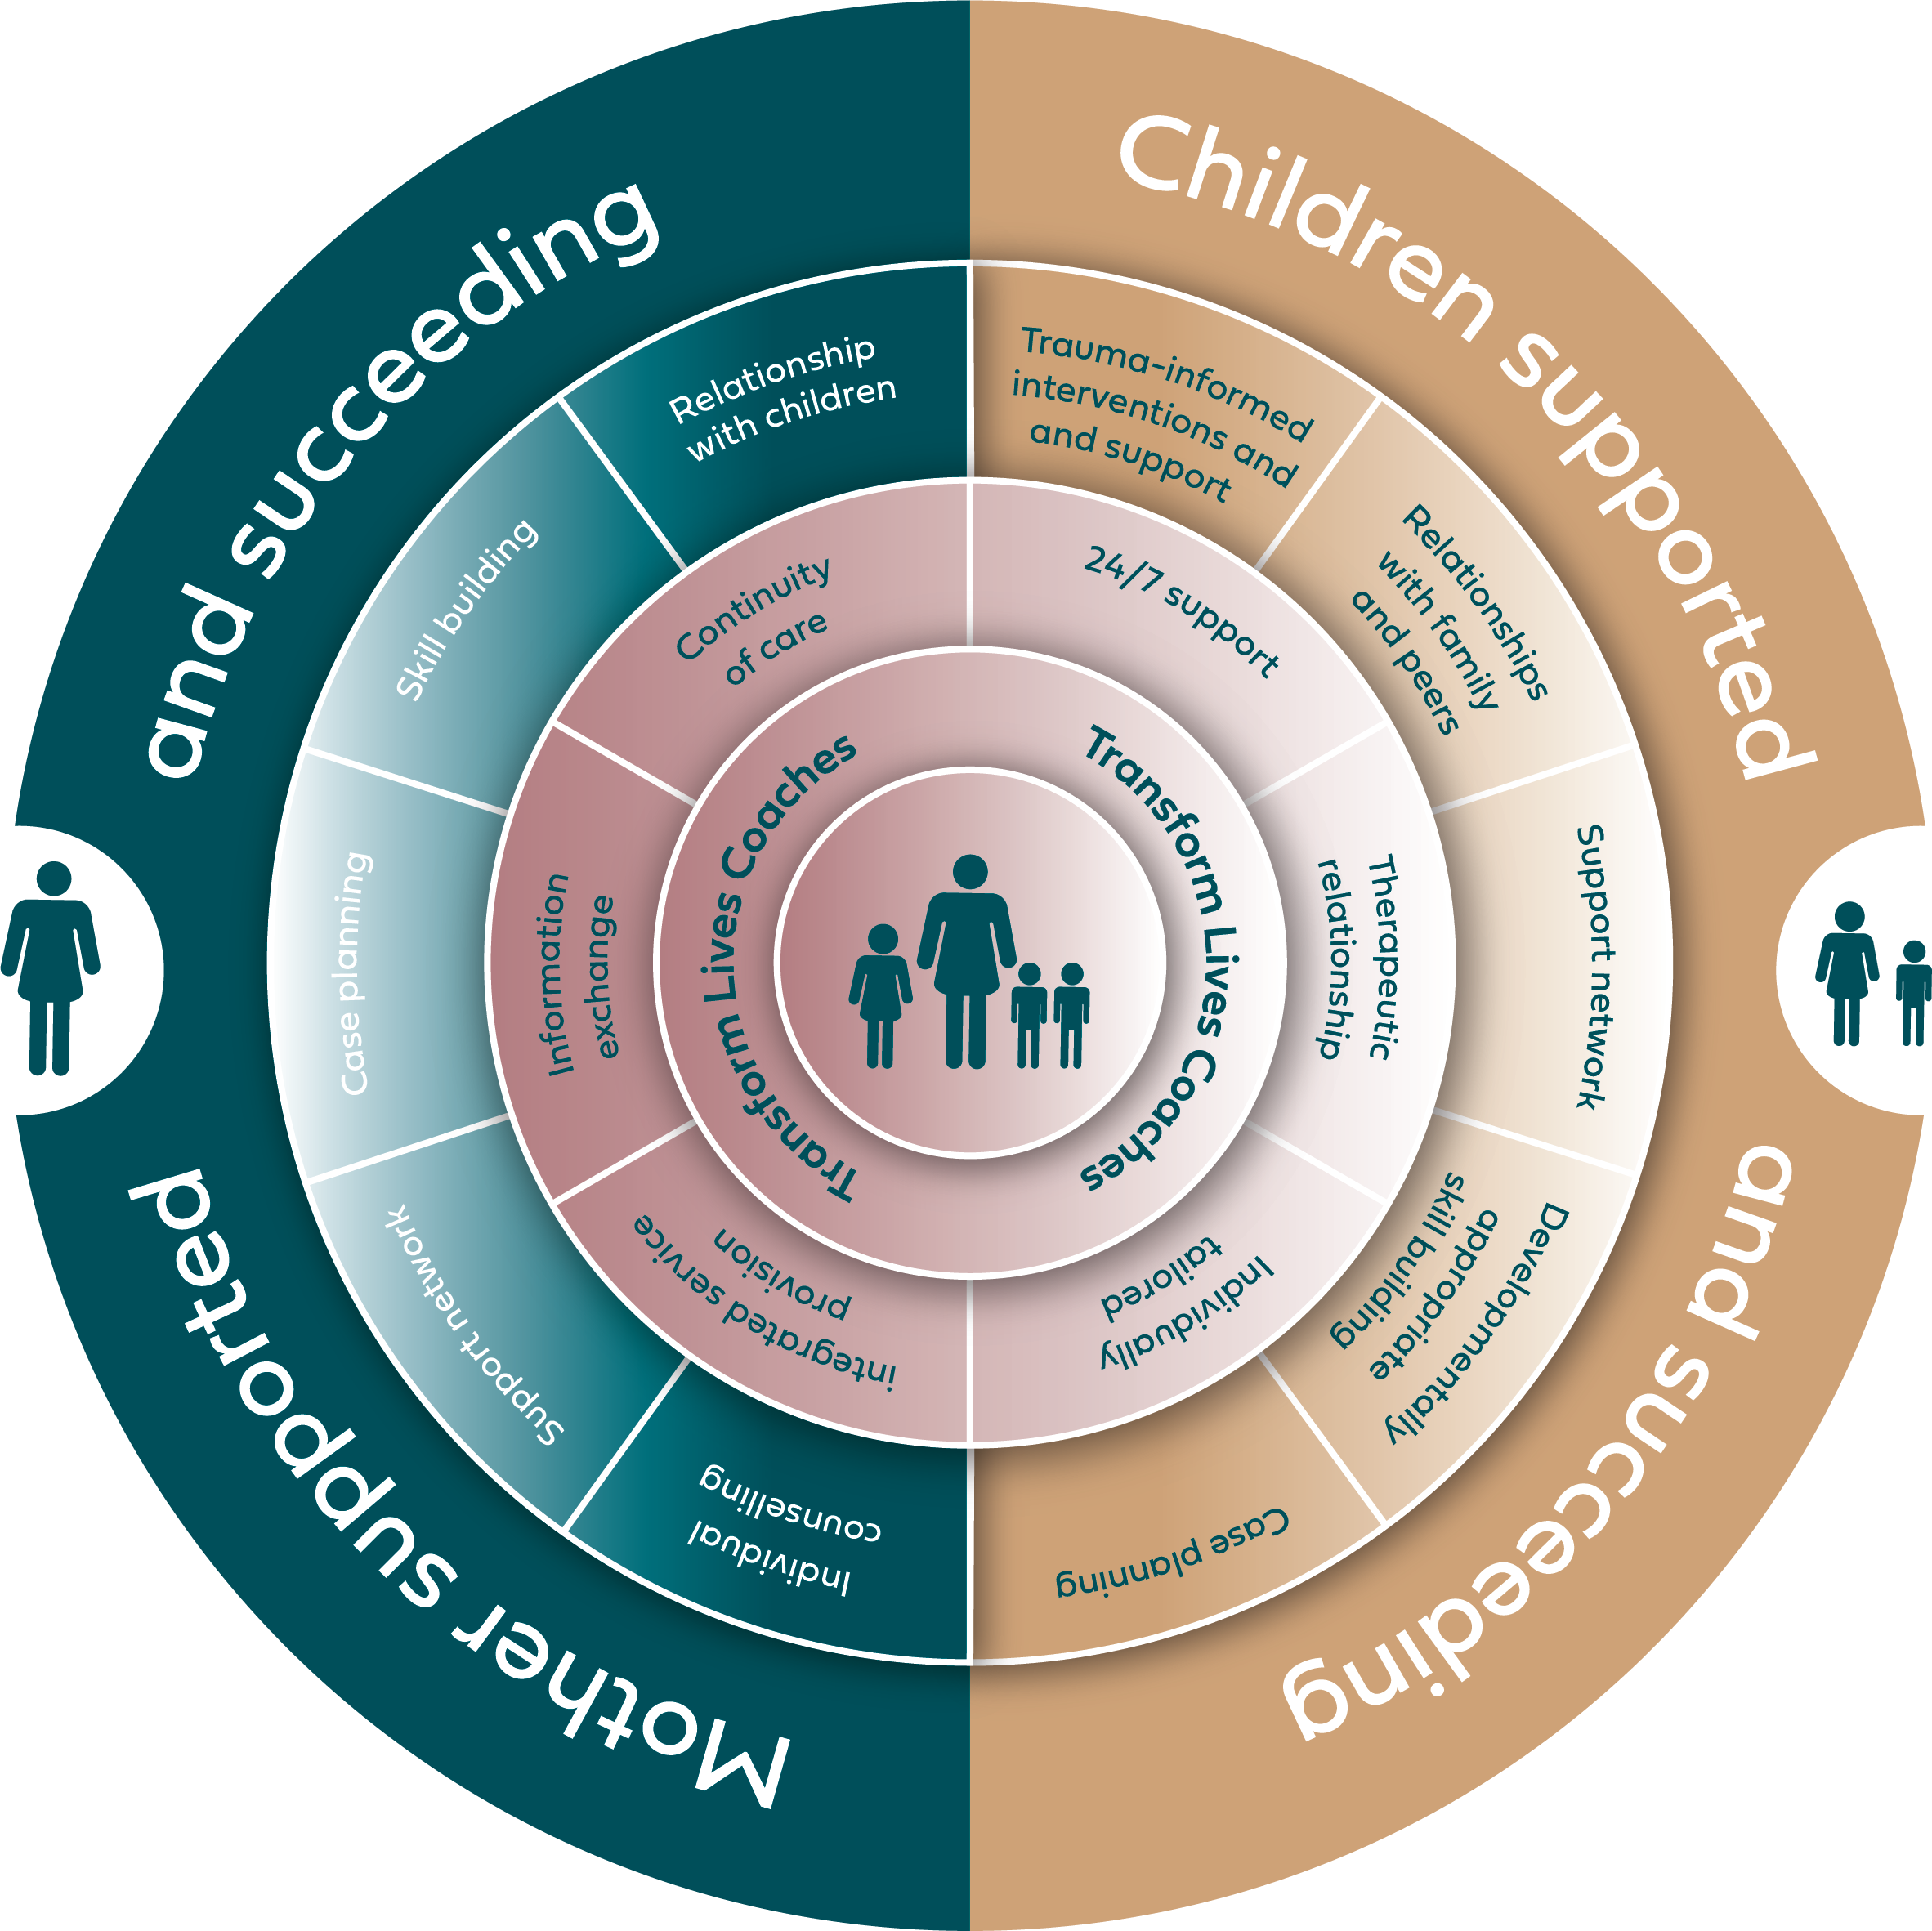 Mother supported
and succeeding
Children supported
and succeeding
Relationship
with children
Skill building
Case planning
Support network
Individual
counselling
Trauma-informed
interventions and
and support
Relationships
with family
and peers
Support network
Developmentally
appropriate
skill building
Case planning
Continuity
of care
24/7 support
Therapeutic
relationship
Individually
tailored
integrated service
provision
Information
exchange
Transform Lives Coaches
Transform Lives Coaches